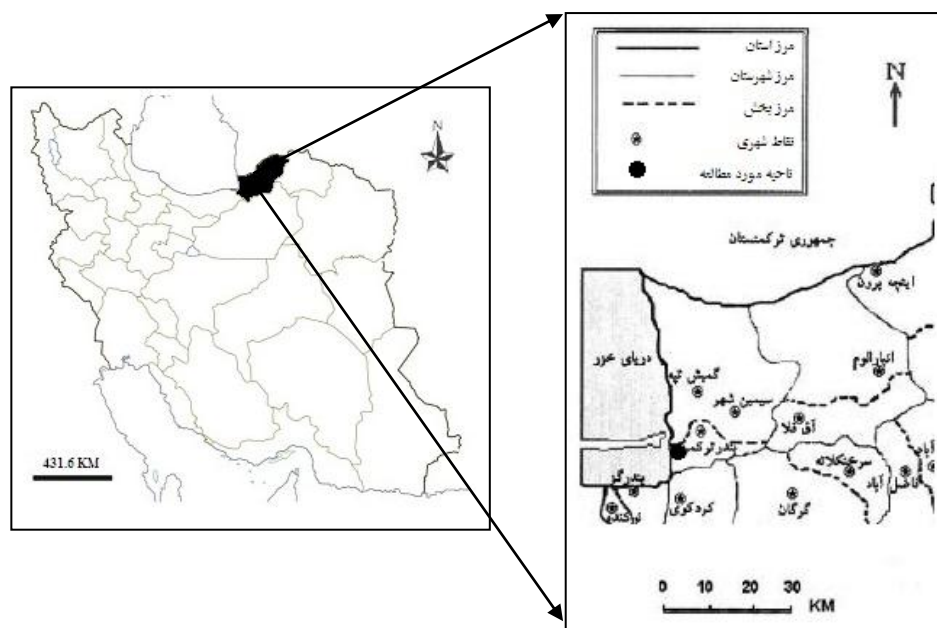 N
431.6 KM
مرز استان
مرز شهرستان
مرز بخش
نقاط شهری
ناحیه مورد مطالعه
N
جمهوری ترکمنستان
اینچه برون
دریای خزر
گمیش تپه
انبارالوم
سیمین شهر
آق قلا
بندرترکمن
سرخنکلاته
فاضل آباد
آباد
بندرگز
نوکنده
کردکوی
گرگان
0 10 20 30
KM